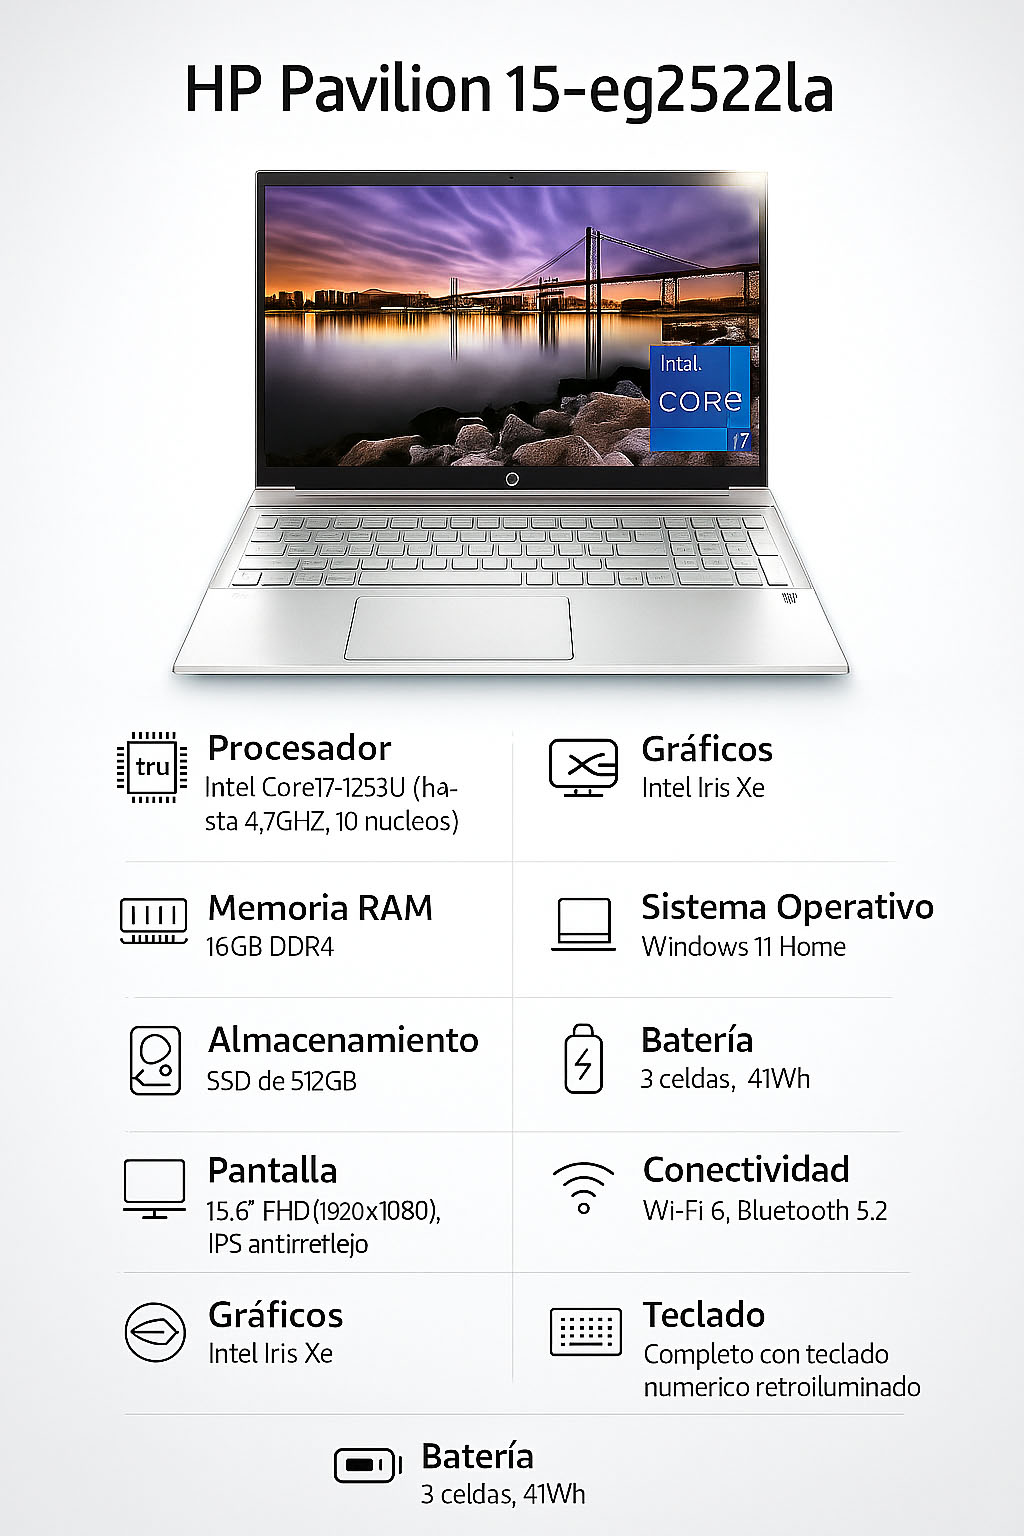 HP Pavilion 15-eg2522la
Intal.
CORe
i7
tru
Procesador
Intel Core17-1253U (ha-
sta 4,7GHZ, 10 nucleos)
Gráficos
Intel Iris Xe
Memoria RAM
16GB DDR4
Sistema Operativo
Windows 11 Home
Almacenamiento
SSD de 512GB
Batería
3 celdas, 41Wh
Pantalla
15.6" FHD(1920x1080),
IPS antirretlejo
Conectividad
Wi-Fi 6, Bluetooth 5.2
Gráficos
Intel Iris Xe
Teclado
Completo con teclado
numerico retroiluminado
Batería
3 celdas, 41Wh